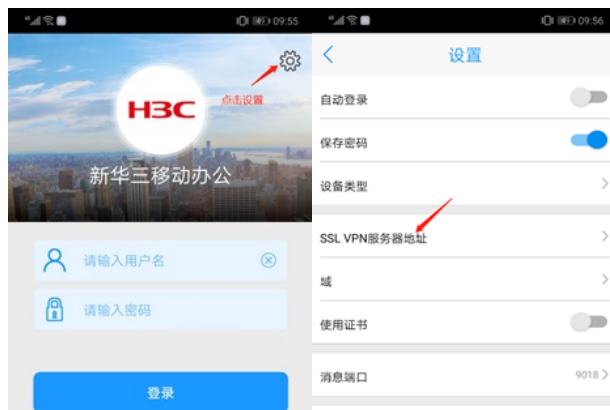 09:55
点击设置
H3C
新华三移动办公
请输入用户名
请输入密码
登录
09:56
设置
自动登录
保存密码
设备类型
SSL VPN服务器地址
域
使用证书
消息端口
9018